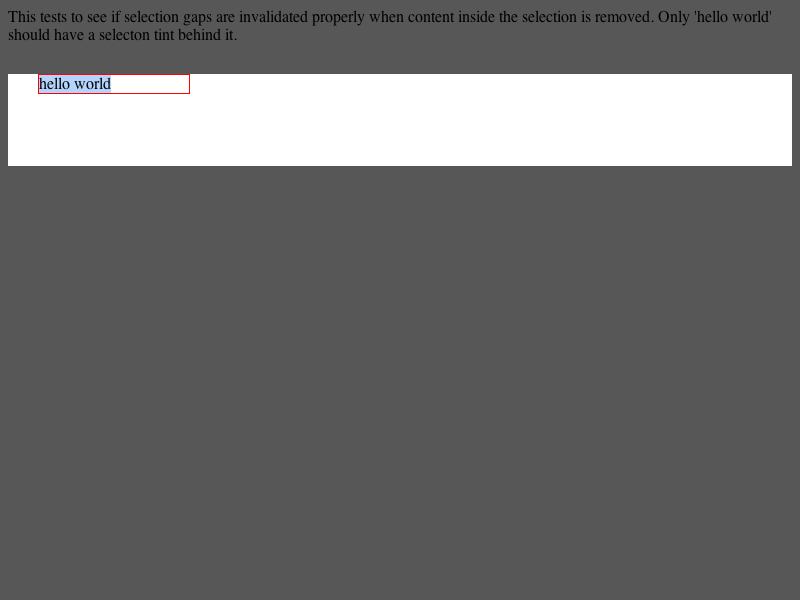 This tests to see if selection gaps are invalidated properly when content inside the selection is removed. Only 'hello world'
should have a selecton tint behind it.
hello world